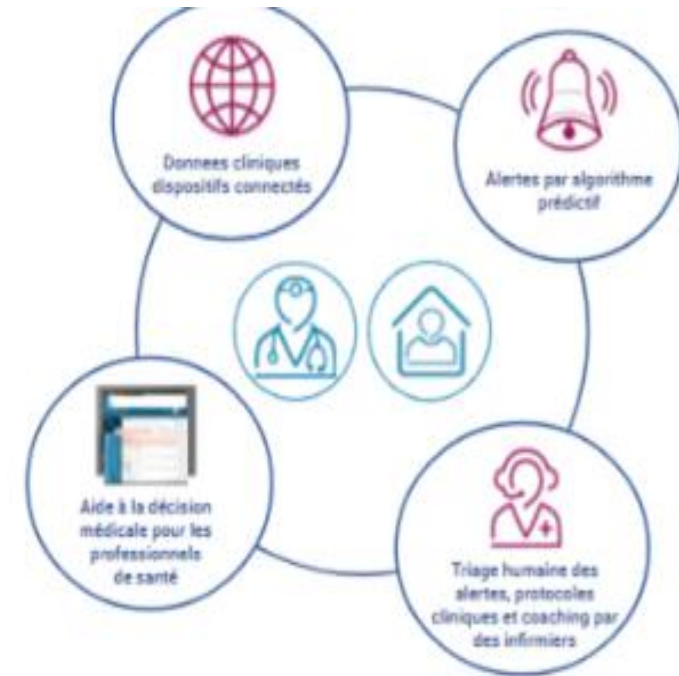 Donnees cliniques
dispositifs connectés
Alertes par algorithme
prédictif
Aide à la décision
médicale pour les
professionnels
de santé
Triage humaine des
alertes, protocoles
cliniques et coaching par
des infirmiers